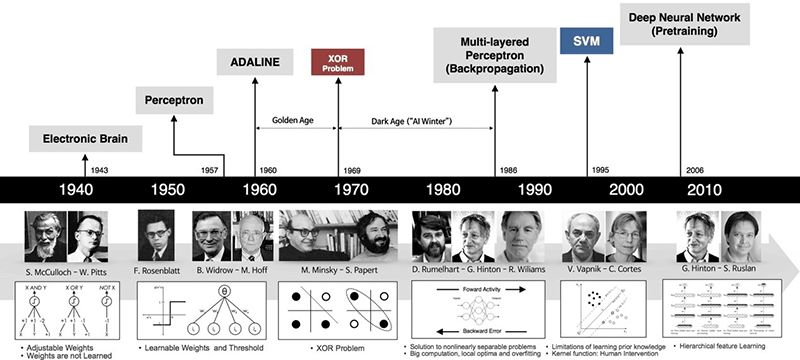 Deep Neural Network
(Pretraining)
Multi-layered
Perceptron
(Backpropagation)
SVM
ADALINE
XOR
Problem
Perceptron
Golden Age
Dark Age ("AI Winter")
Electronic Brain
1943
1957
1960
1969
1986
1995
2006
1940
1950
1960
1970
1980
1990
2000
2010
S. McCulloch – W. Pitts
F. Rosenblatt
B. Widrow – M. Hoff
M. Minsky – S. Papert
D. Rumelhart – G. Hinton – R. Wiliams
V. Vapnik – C. Cortes
G. Hinton – S. Ruslan
X AND Y
X OR Y
NOT X
Foward Activity
Backward Error
• Adjustable Weights
• Weights are not Learned
• Learnable Weights and Threshold
• XOR Problem
• Solution to nonlinearly separable problems
• Big computation, local optima and overfitting
• Limitations of learning prior knowledge
• Kernel function: Human Intervention
• Hierarchical feature Learning